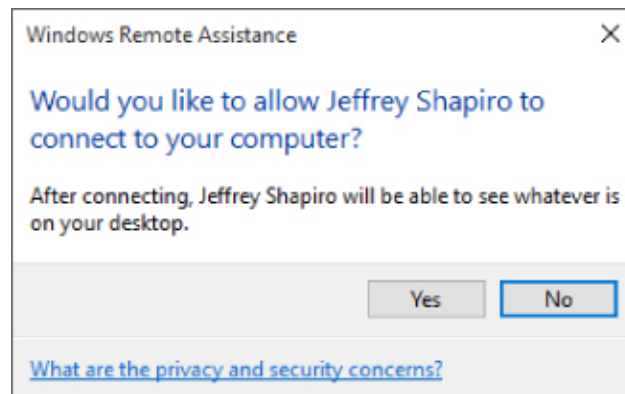 Windows Remote Assistance
Would you like to allow Jeffrey Shapiro to
connect to your computer?
After connecting, Jeffrey Shapiro will be able to see whatever is
on your desktop.
Yes No
What are the privacy and security concerns?